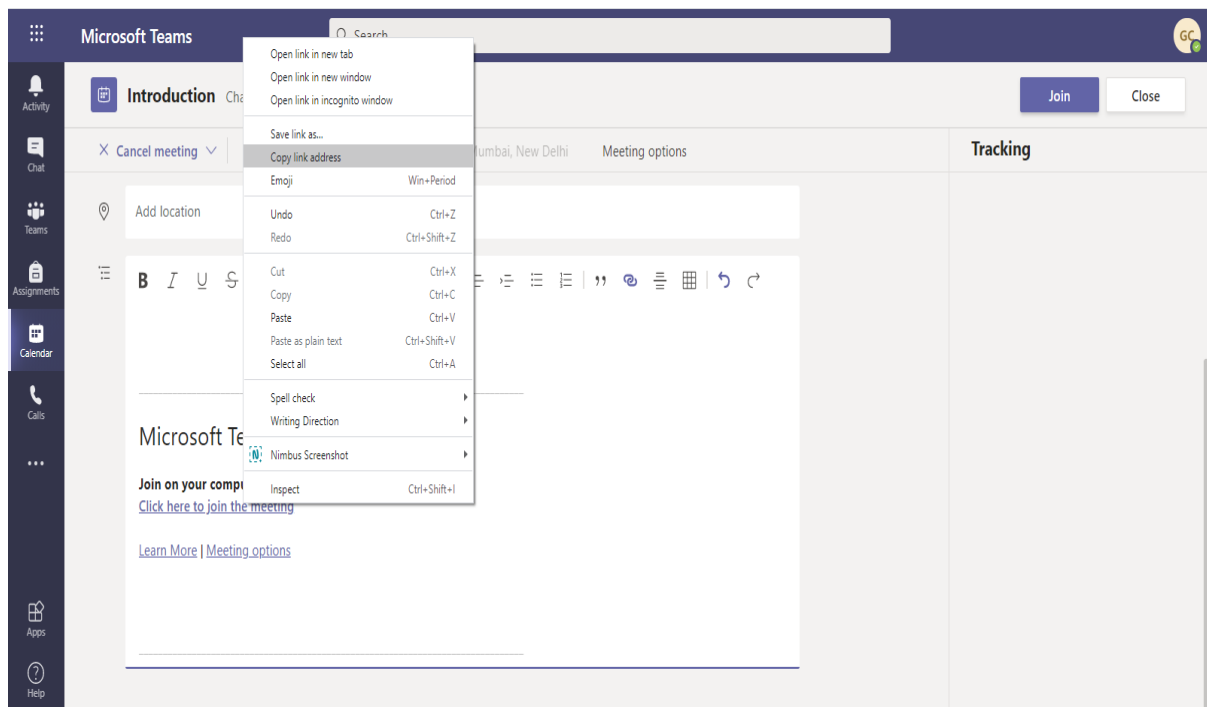 Microsoft Teams
Search
GC
Activity
Chat
Teams
Assignments
Calendar
Calls
Apps
Help
Introduction
Join
Close
Cancel meeting
New Delhi
Meeting options
Tracking
Add location
B I U S
Open link in new tab
Open link in new window
Open link in incognito window
Save link as...
Copy link address
Emoji Win+Period
Undo Ctrl+Z
Redo Ctrl+Shift+Z
Cut Ctrl+X
Copy Ctrl+C
Paste Ctrl+V
Paste as plain text Ctrl+Shift+V
Select all Ctrl+A
Spell check
Writing Direction
N Nimbus Screenshot
Inspect Ctrl+Shift+I
Microsoft Te
Join on your compu
Click here to join the meeting
Learn More | Meeting options